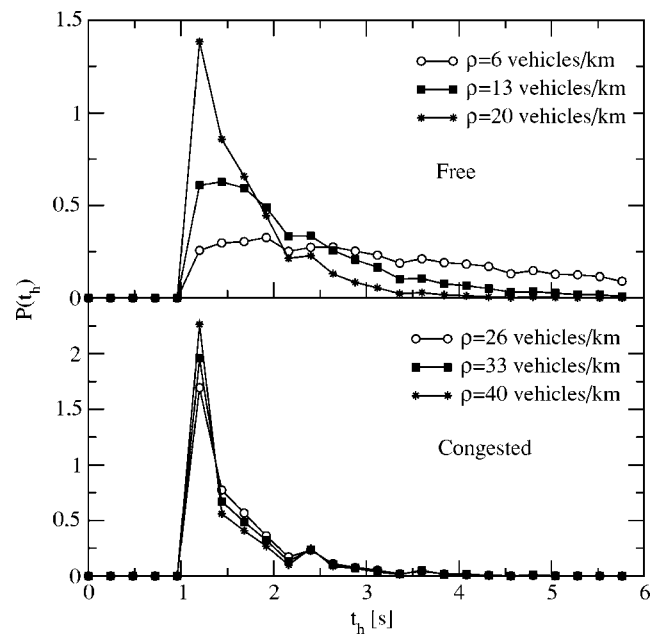 1.5
ρ=6 vehicles/km
ρ=13 vehicles/km
1
ρ=20 vehicles/km
Free
0.5
0
P(t_h)
ρ=26 vehicles/km
2
ρ=33 vehicles/km
ρ=40 vehicles/km
1.5
Congested
1
0.5
0
0 1 2 3 4 5 6
t_h [s]